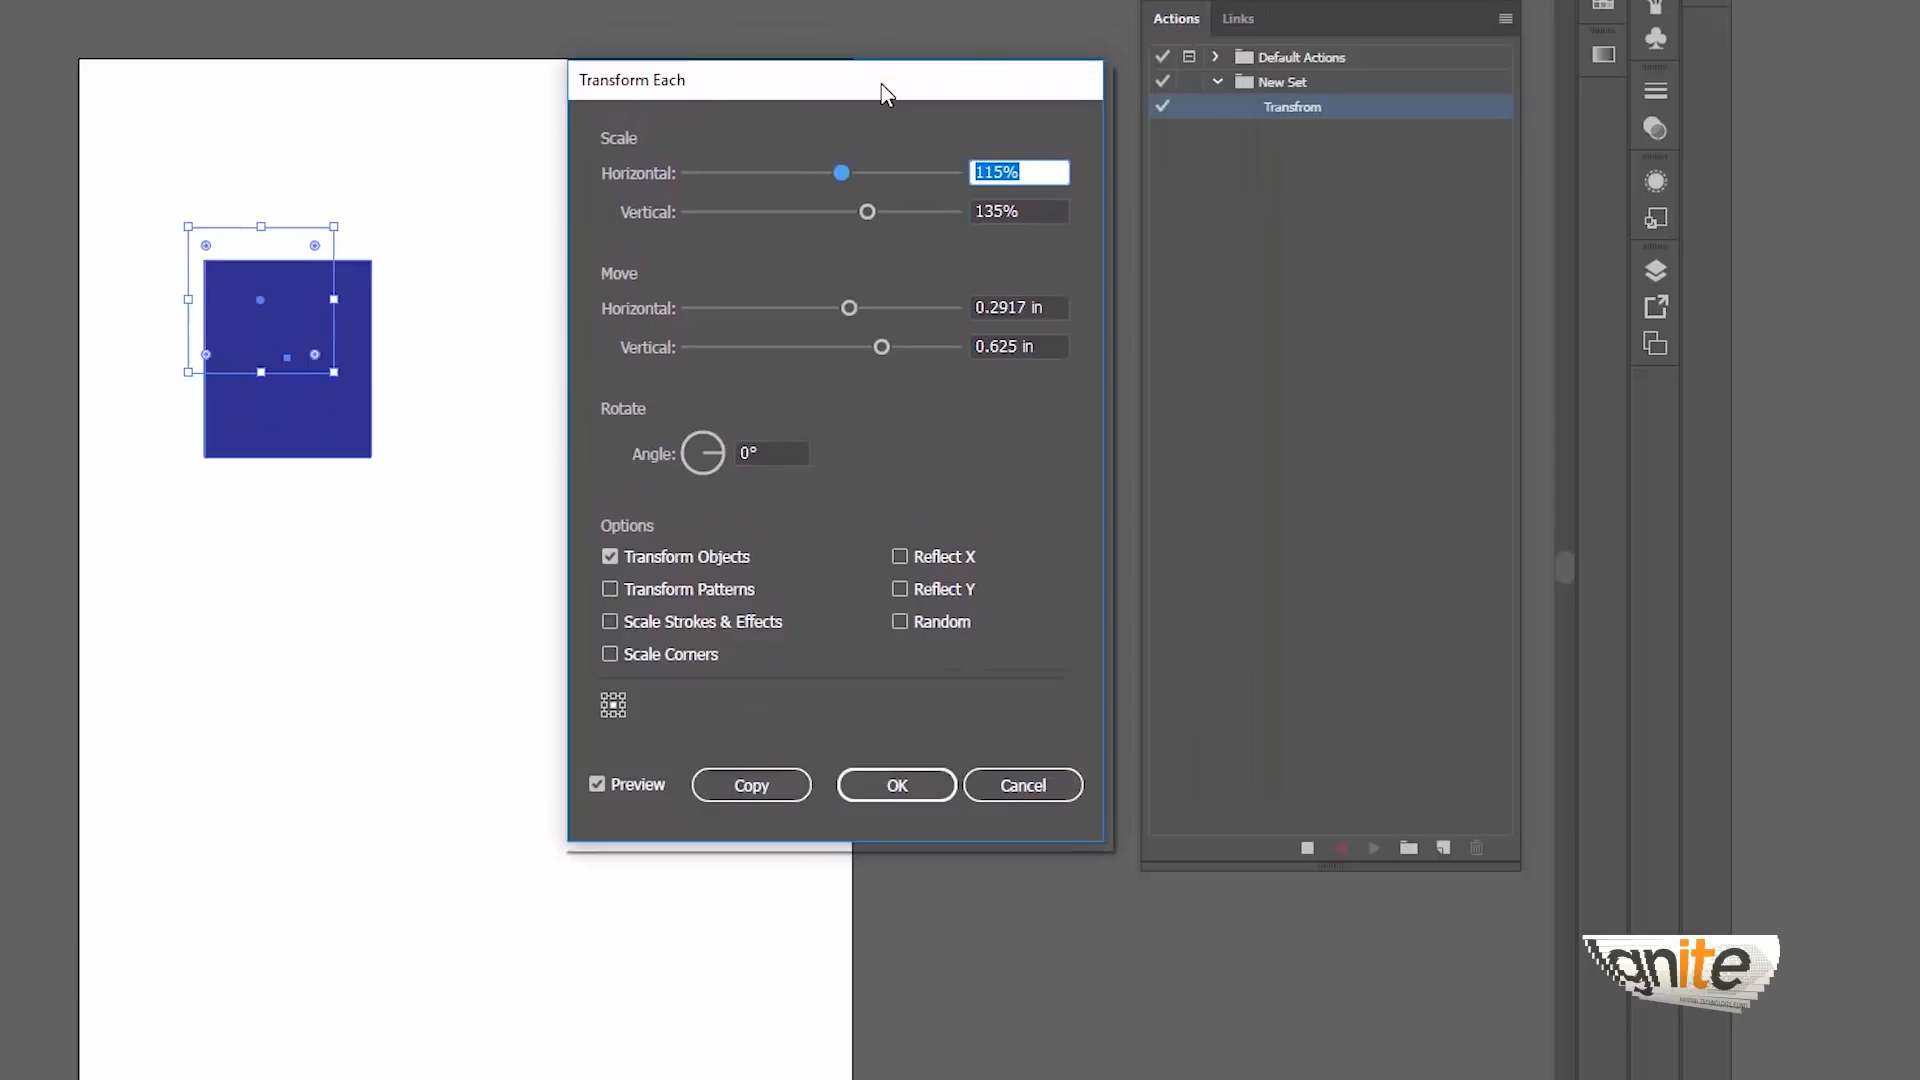 Actions
Links
Default Actions
New Set
Transfrom
Transform Each
Scale
Horizontal: 115%
Vertical: 135%
Move
Horizontal: 0.2917 in
Vertical: 0.625 in
Rotate
Angle: 0°
Options
Transform Objects
Reflect X
Transform Patterns
Reflect Y
Scale Strokes & Effects
Random
Scale Corners
Preview
Copy
OK
Cancel